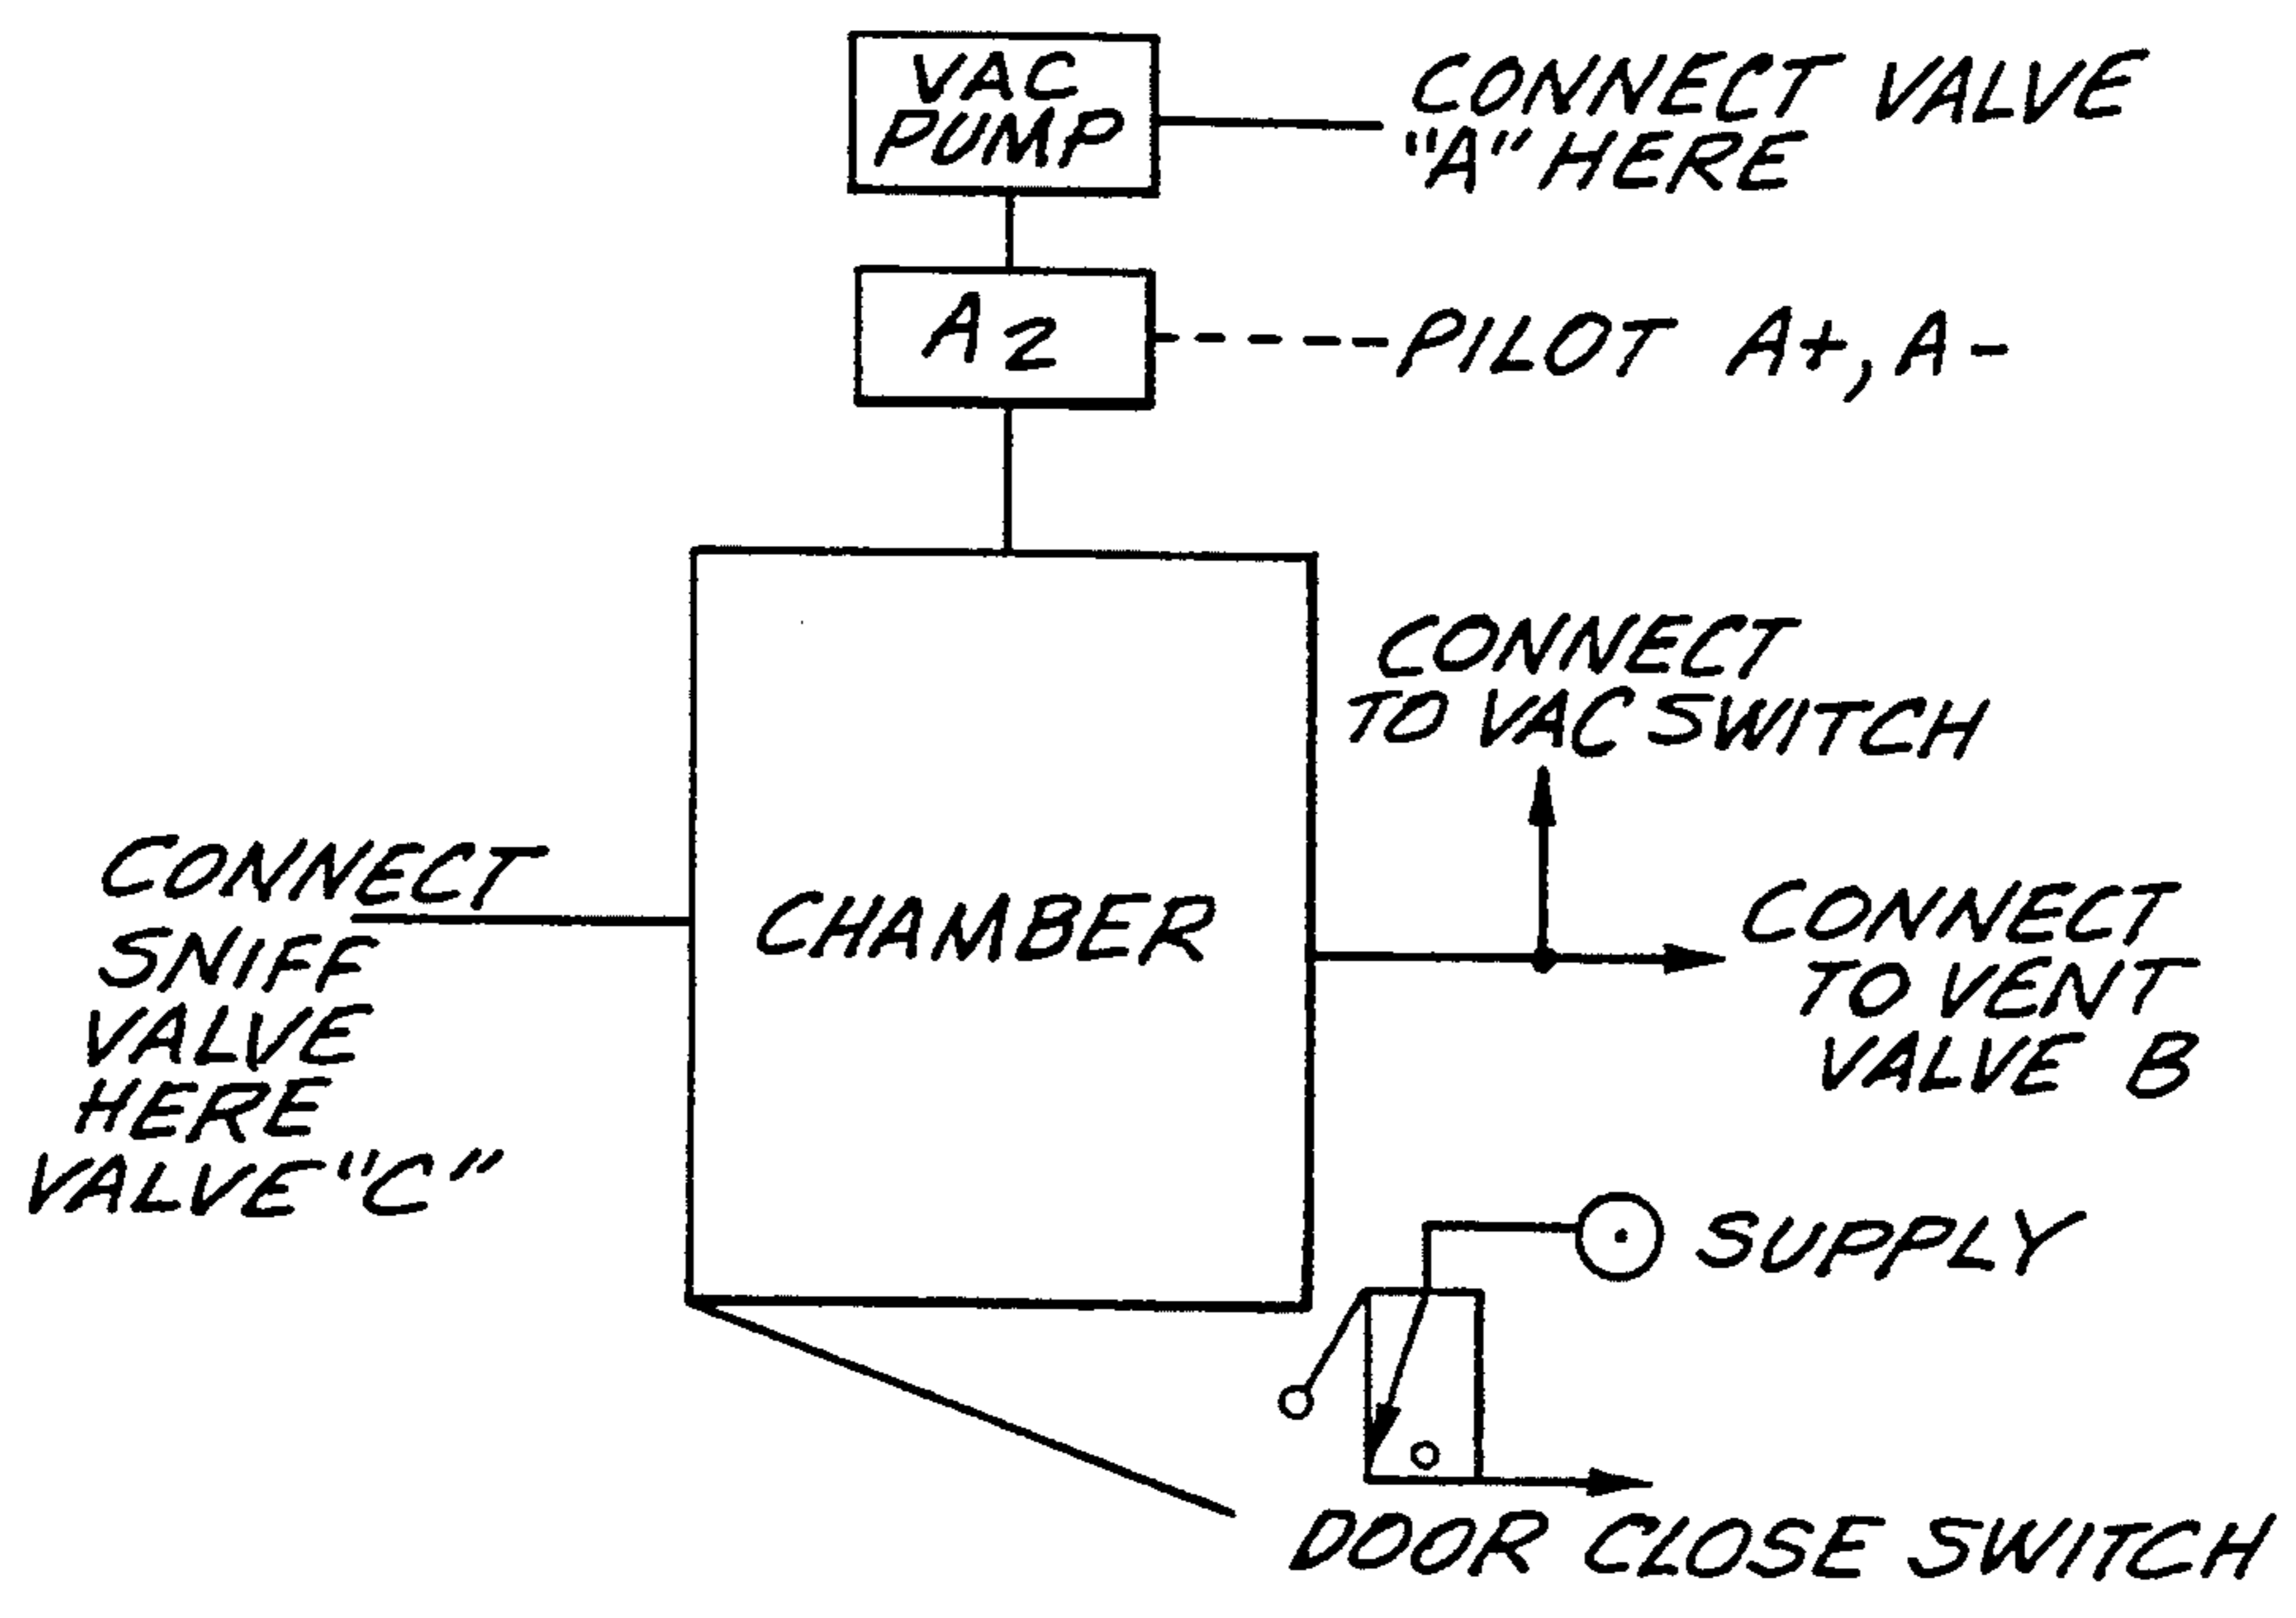 VAC
PUMP
CONNECT VALVE
"A" HERE
A2
PILOT A+, A-
CONNECT
TO VAC SWITCH
CONNECT
SNIFF
VALVE
HERE
VALVE "C"
CHAMBER
CONNECT
TO VENT
VALVE B
SUPPLY
DOOR CLOSE SWITCH